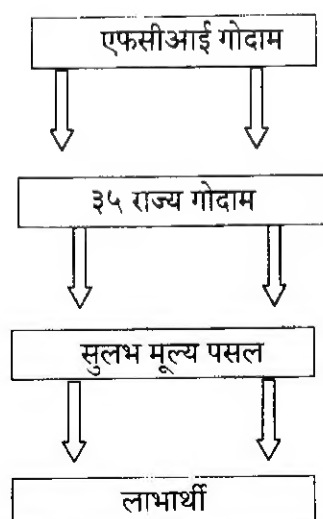 एफसीआई गोदाम
३५ राज्य गोदाम
सुलभ मूल्य पसल
लाभार्थी